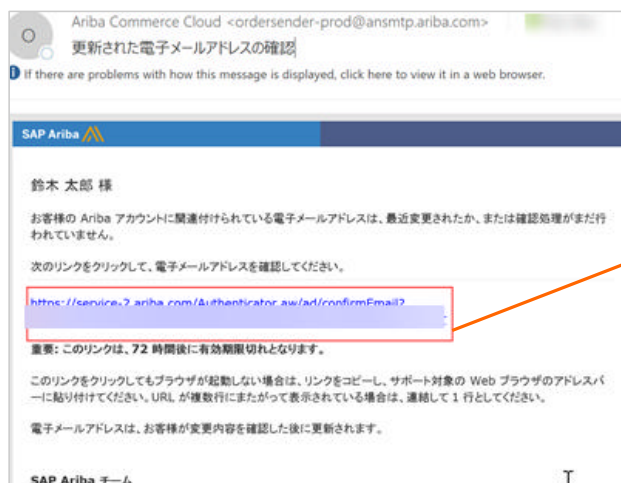 O
Ariba Commerce Cloud <ordersender-prod@ansmtp.ariba.com>
更新された電子メールアドレスの確認
If there are problems with how this message is displayed, click here to view it in a web browser.
SAP Ariba
鈴木 太郎 様
お客様の Ariba アカウントに関連付けられている電子メールアドレスは、最近変更されたか、または確認処理がまだ行
われていません。
次のリンクをクリックして、電子メールアドレスを確認してください。
https://service-2.ariba.com/Authenticator.aw/ad/confirmEmail?
重要: このリンクは、72 時間後に有効期限切れとなります。
このリンクをクリックしてもブラウザが起動しない場合は、リンクをコピーし、サポート対象の Web ブラウザのアドレスバ
ーに貼り付けてください。URL が複数行にまたがって表示されている場合は、連結して 1 行としてください。
電子メールアドレスは、お客様が変更内容を確認した後に更新されます。
SAP Ariba チーム